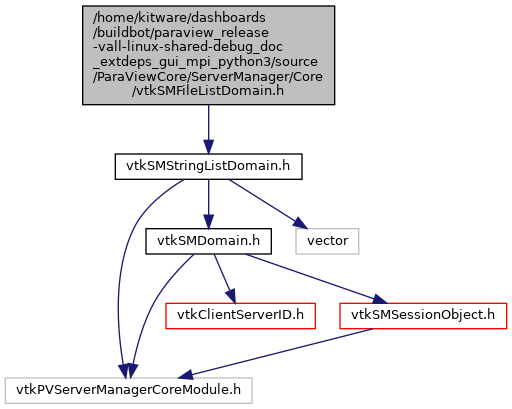 /home/kitware/dashboards
/buildbot/paraview_release
-vall-linux-shared-debug_doc
_extdeps_gui_mpi_python3/source
/ParaViewCore/ServerManager/Core
/vtkSMFileListDomain.h
vtkSMStringListDomain.h
vtkSMDomain.h
vector
vtkClientServerID.h
vtkSMSessionObject.h
vtkPVServerManagerCoreModule.h